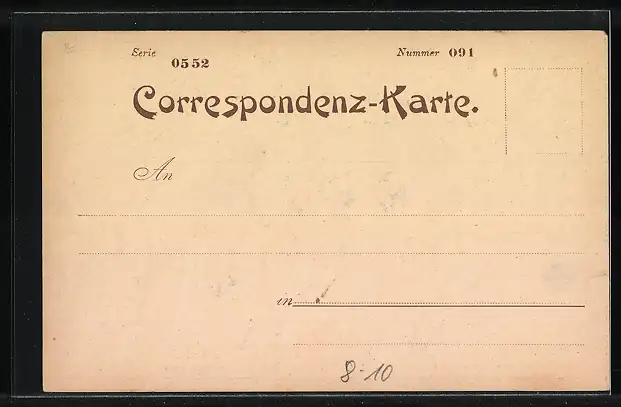 Serie 0552 Nummer 091
Correspondenz-Karte.
An
in
8-10